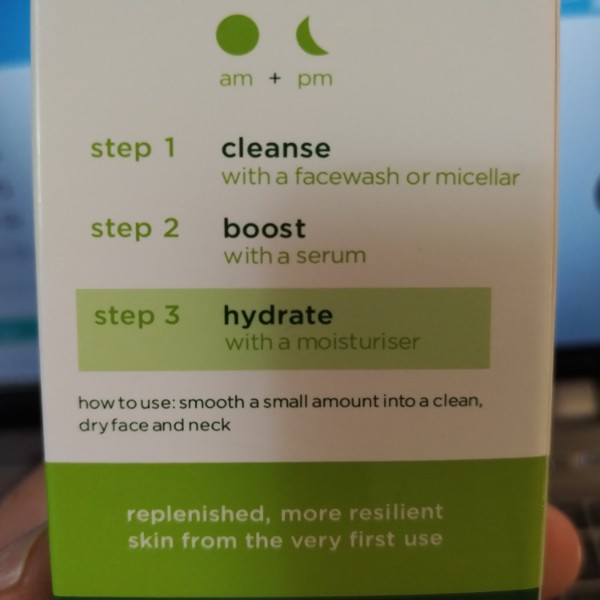 am + pm
step 1 cleanse
with a facewash or micellar
step 2 boost
with a serum
step 3 hydrate
with a moisturiser
how to use: smooth a small amount into a clean,
dry face and neck
replenished, more resilient
skin from the very first use